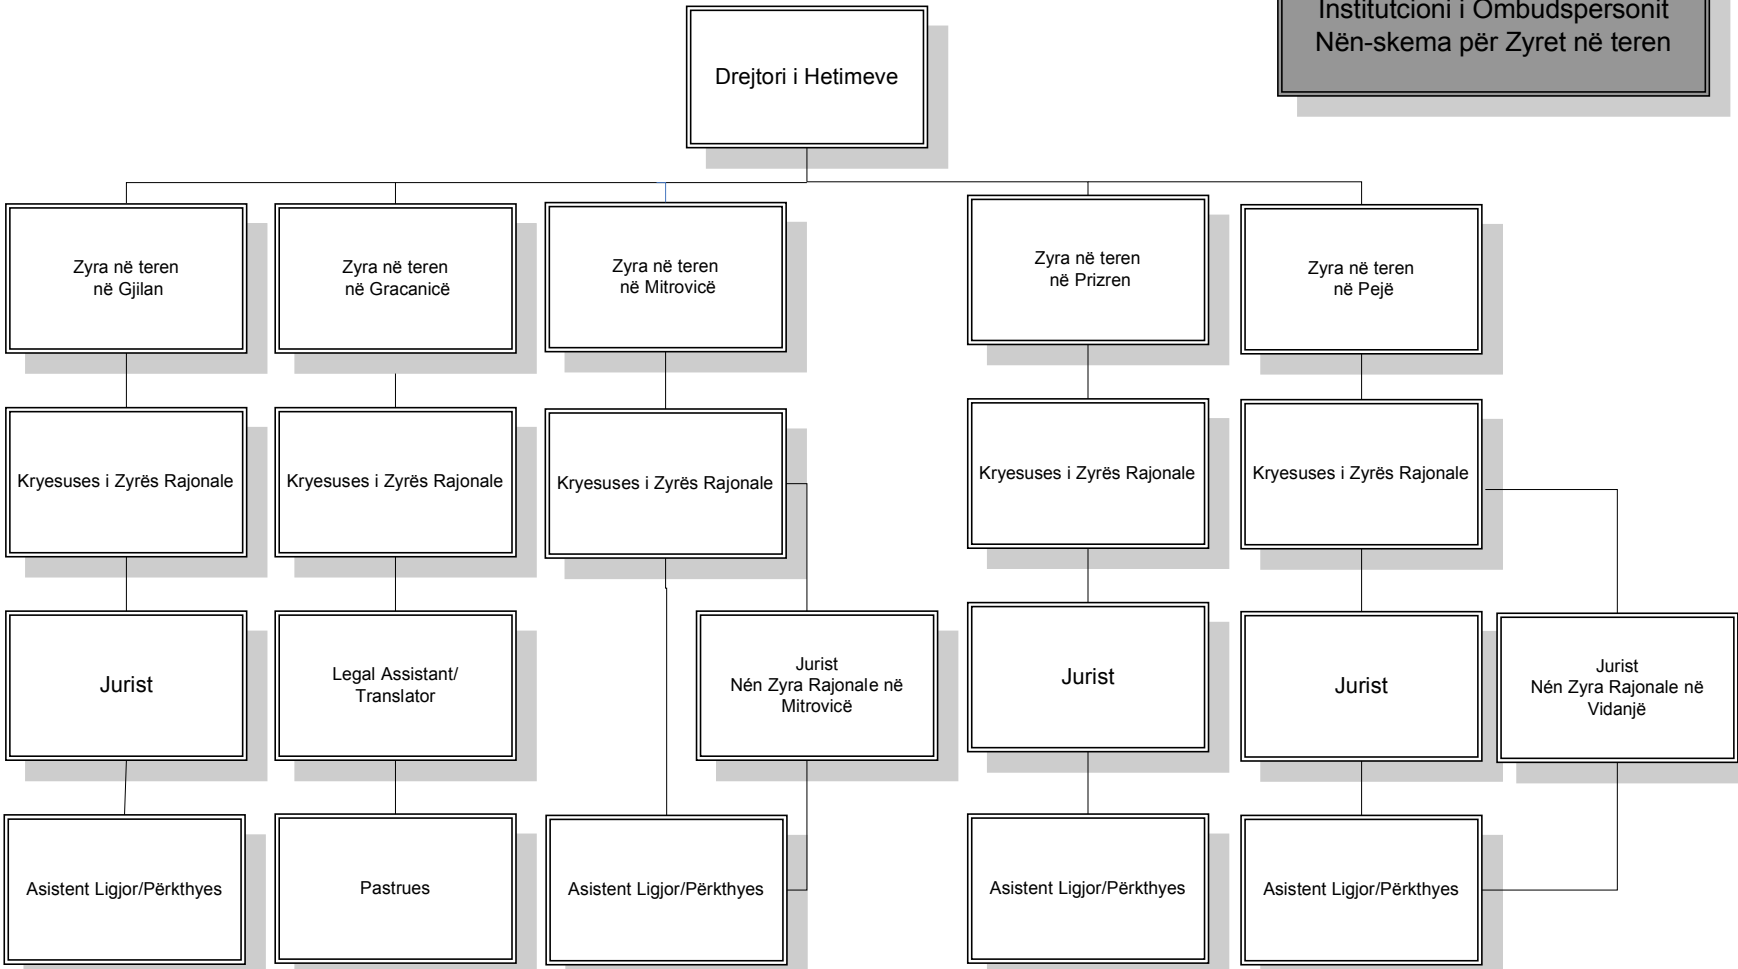 Institutcioni i Ombudspersonit
Nën-skema për Zyret në teren
Drejtori i Hetimeve
Zyra në teren
në Gjilan
Zyra në teren
në Gracanicë
Zyra në teren
në Mitrovicë
Zyra në teren
në Prizren
Zyra në teren
në Pejë
Kryesuses i Zyrës Rajonale
Kryesuses i Zyrës Rajonale
Kryesuses i Zyrës Rajonale
Kryesuses i Zyrës Rajonale
Kryesuses i Zyrës Rajonale
Jurist
Legal Assistant/
Translator
Jurist
Nén Zyra Rajonale në
Mitrovicë
Jurist
Jurist
Jurist
Nén Zyra Rajonale në
Vidanjë
Asistent Ligjor/Përkthyes
Pastrues
Asistent Ligjor/Përkthyes
Asistent Ligjor/Përkthyes
Asistent Ligjor/Përkthyes